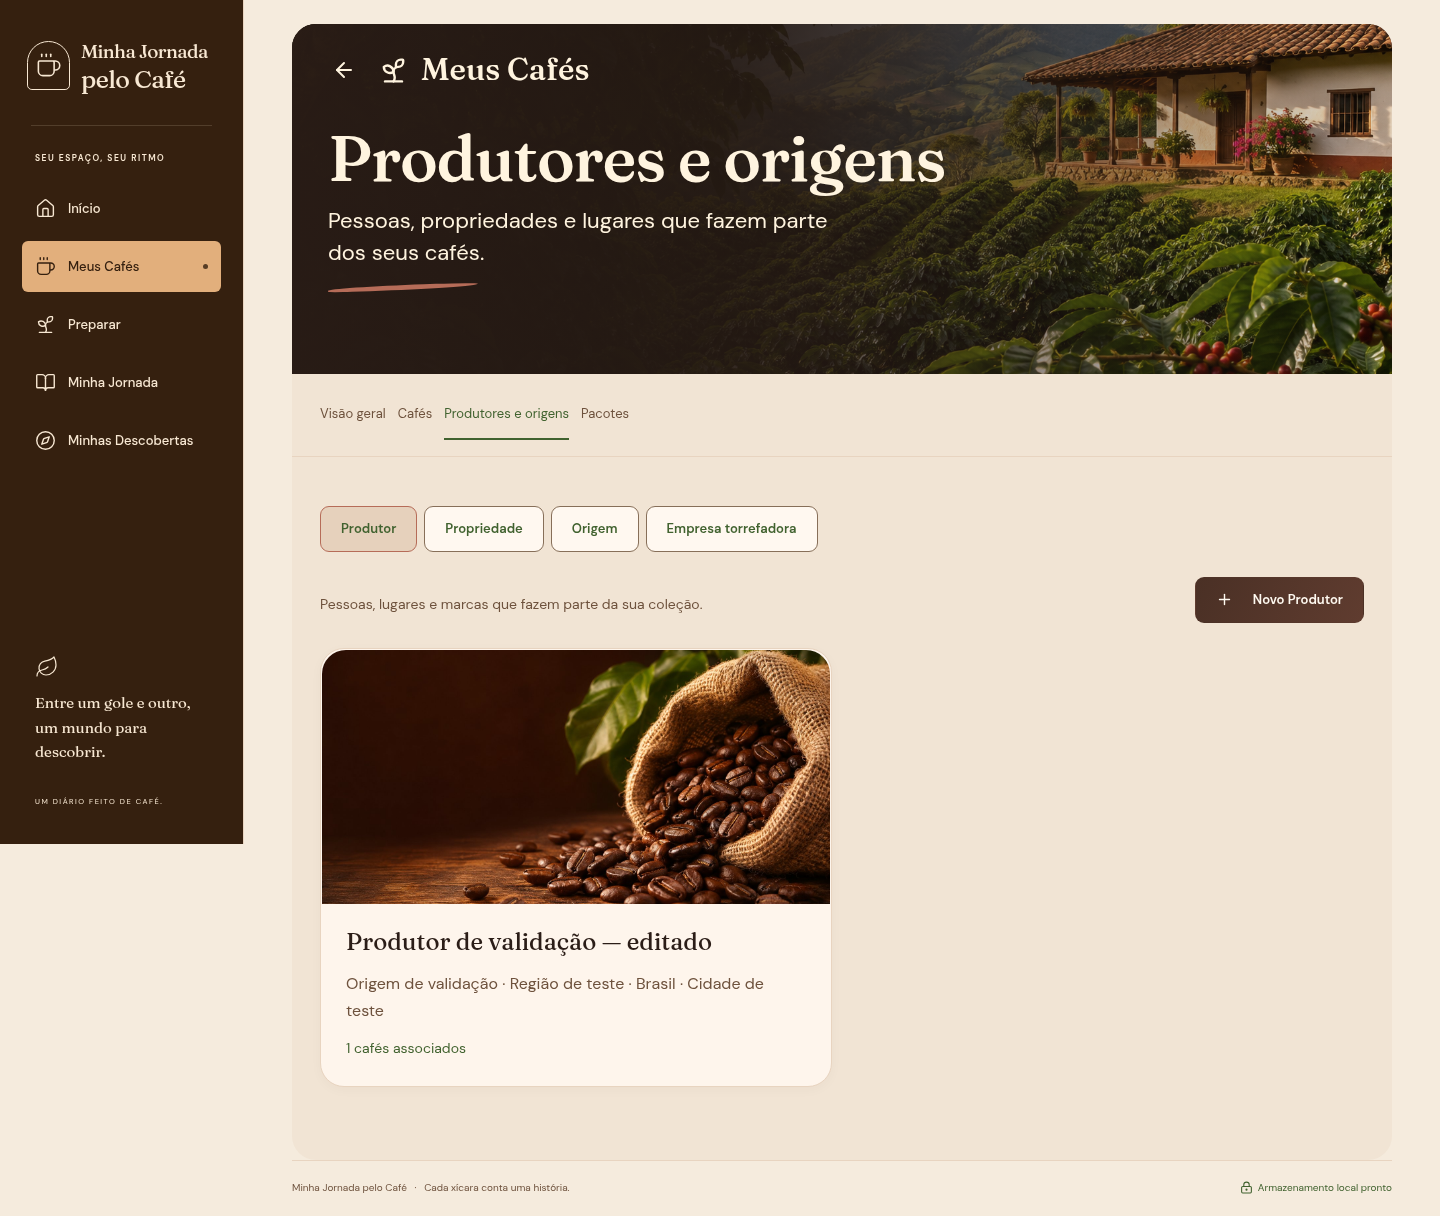 Minha Jornada
pelo Café
SEU ESPAÇO, SEU RITMO
Início
Meus Cafés
Preparar
Minha Jornada
Minhas Descobertas
Entre um gole e outro,
um mundo para
descobrir.
UM DIÁRIO FEITO DE CAFÉ.
Meus Cafés
Produtores e origens
Pessoas, propriedades e lugares que fazem parte
dos seus cafés.
Visão geral Cafés Produtores e origens Pacotes
Produtor Propriedade Origem Empresa torrefadora
Pessoas, lugares e marcas que fazem parte da sua coleção.
Novo Produtor
Produtor de validação — editado
Origem de validação · Região de teste · Brasil · Cidade de
teste
1 cafés associados
Minha Jornada pelo Café · Cada xícara conta uma história.
Armazenamento local pronto